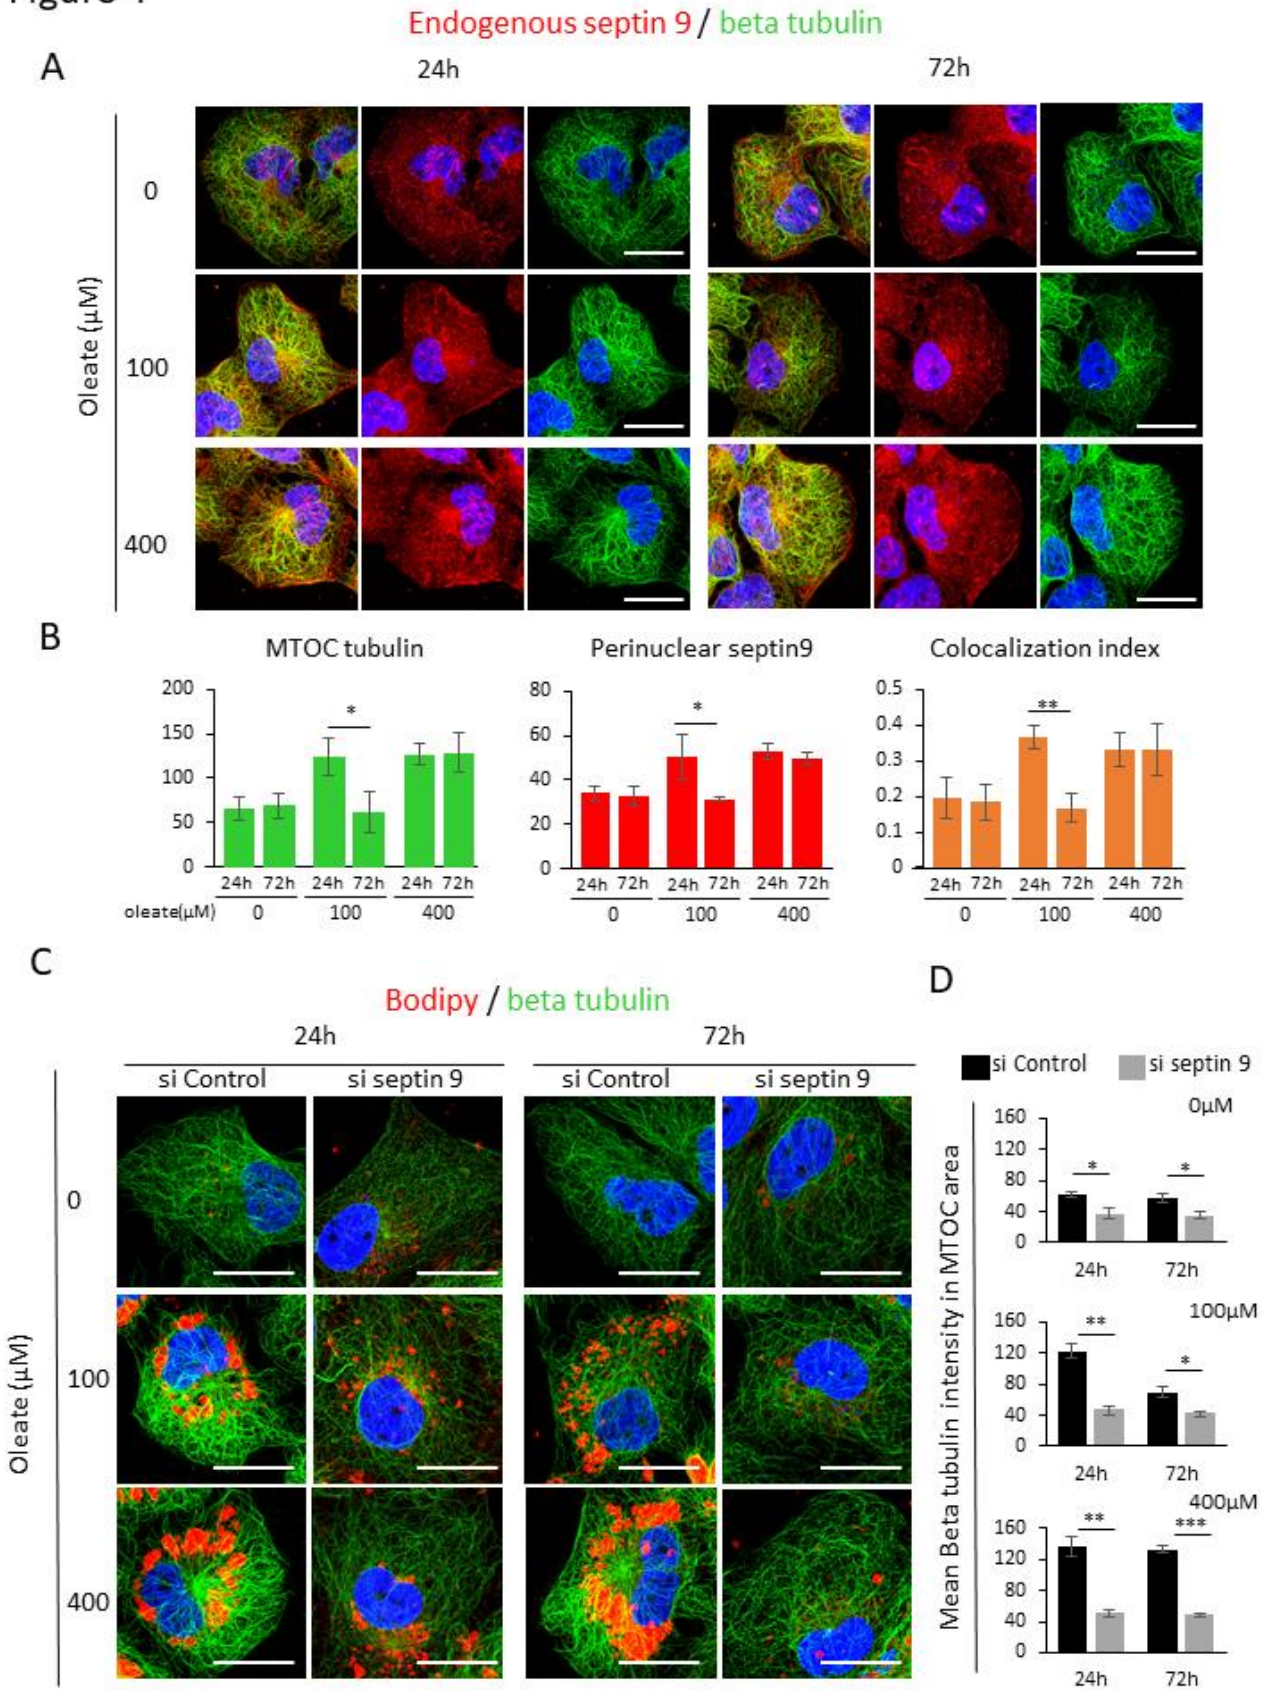 Endogenous septin 9 / beta tubulin
A
24h
72h
0
100
400
Oleate (µM)
B
MTOC tubulin
200
150
100
50
0
*
24h 72h 24h 72h 24h 72h
oleate(µM) 0 100 400
Perinuclear septin9
80
60
40
20
0
*
24h 72h 24h 72h 24h 72h
0 100 400
Colocalization index
0.5
0.4
0.3
0.2
0.1
0
**
24h 72h 24h 72h 24h 72h
0 100 400
C
Bodipy / beta tubulin
24h
72h
si Control si septin 9 si Control si septin 9
0
100
400
Oleate (µM)
D
si Control si septin 9
Mean Beta tubulin intensity in MTOC area
0µM
160
120
80
40
0
* *
24h 72h
100µM
160
120
80
40
0
** *
24h 72h
400µM
160
120
80
40
0
** ***
24h 72h